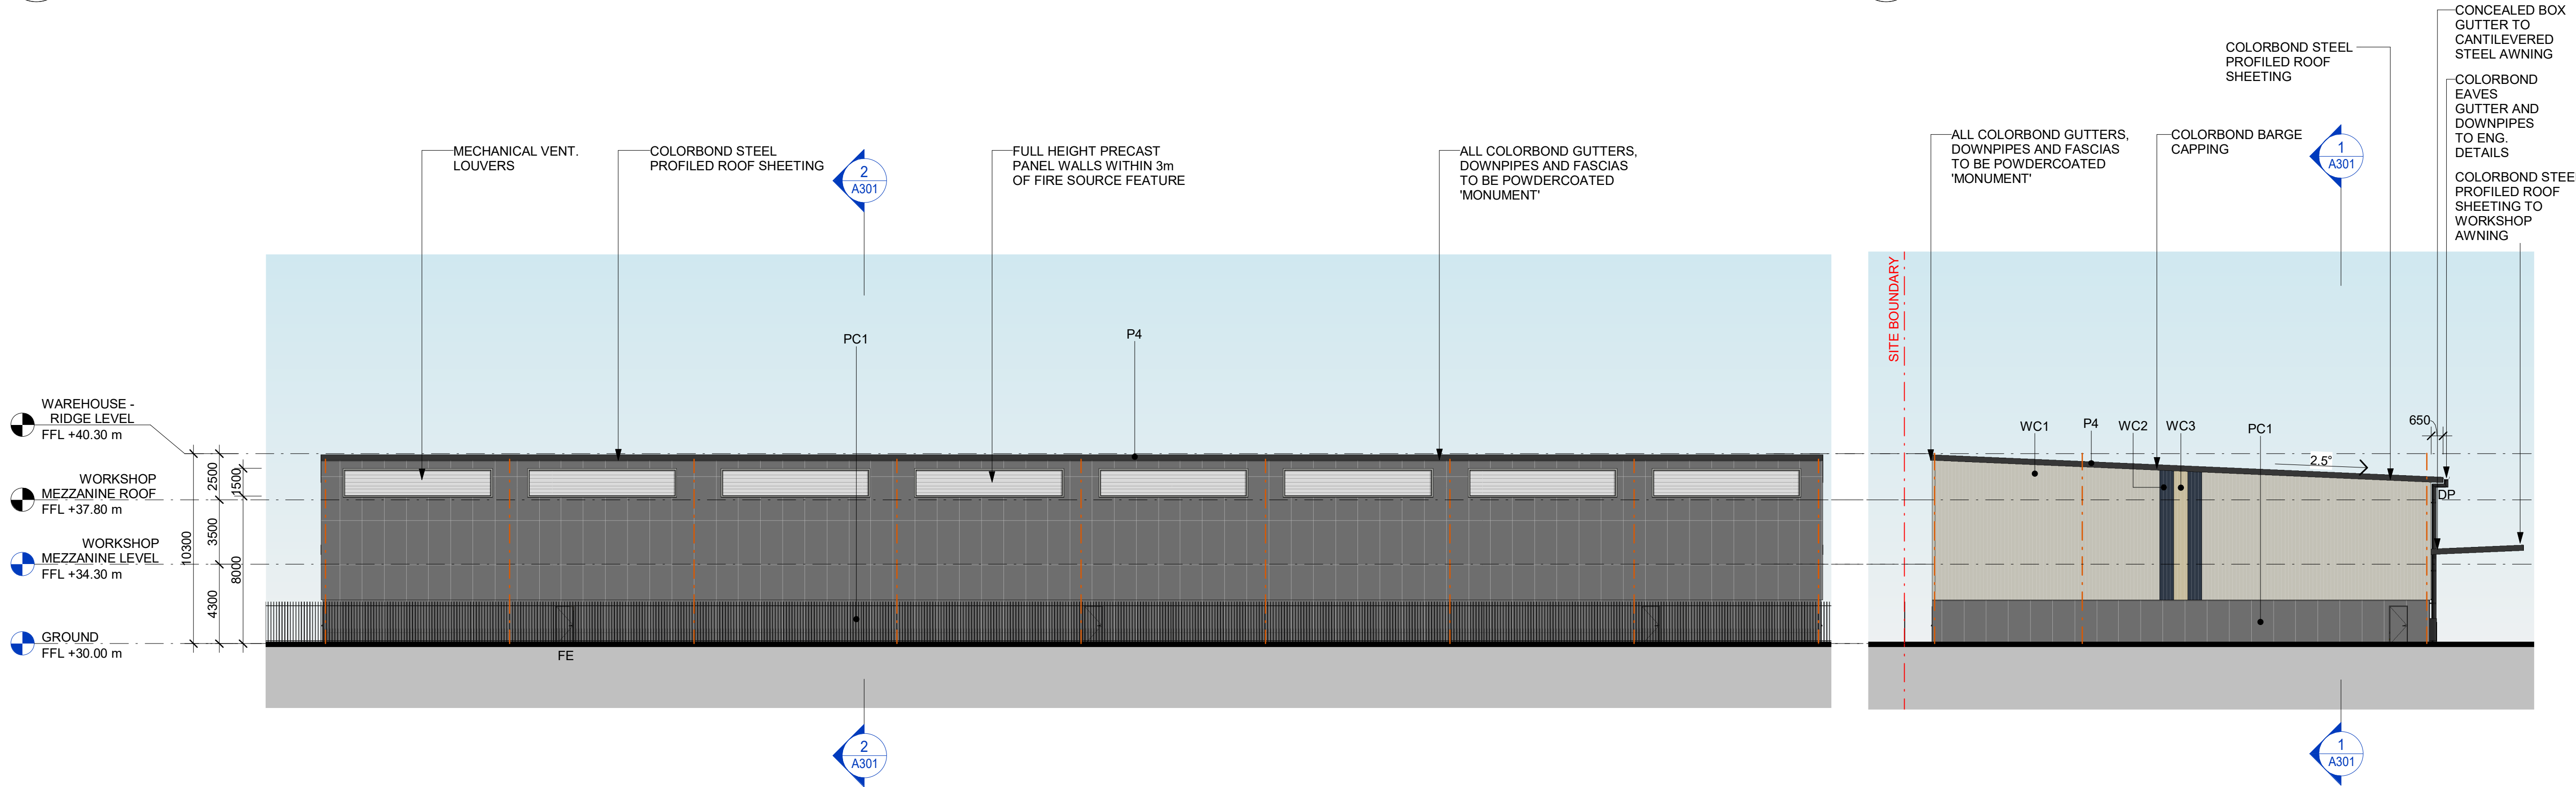 CONCEALED BOX
GUTTER TO
CANTILEVERED
STEEL AWNING
COLORBOND STEEL
PROFILED ROOF
SHEETING
COLORBOND
EAVES
GUTTER AND
DOWNPIPES
TO ENG.
DETAILS
COLORBOND STEE
PROFILED ROOF
SHEETING TO
WORKSHOP
AWNING
MECHANICAL VENT.
LOUVERS
COLORBOND STEEL
PROFILED ROOF SHEETING
2
A301
FULL HEIGHT PRECAST
PANEL WALLS WITHIN 3m
OF FIRE SOURCE FEATURE
ALL COLORBOND GUTTERS,
DOWNPIPES AND FASCIAS
TO BE POWDERCOATED
'MONUMENT'
ALL COLORBOND GUTTERS,
DOWNPIPES AND FASCIAS
TO BE POWDERCOATED
'MONUMENT'
COLORBOND BARGE
CAPPING
1
A301
SITE BOUNDARY
PC1
P4
WAREHOUSE -
RIDGE LEVEL
FFL +40.30 m
WORKSHOP
MEZZANINE ROOF
FFL +37.80 m
WORKSHOP
MEZZANINE LEVEL
FFL +34.30 m
GROUND
FFL +30.00 m
10300
2500
3500
4300
1500
8000
WC1
P4
WC2
WC3
PC1
650
2.5°
DP
FE
2
A301
1
A301